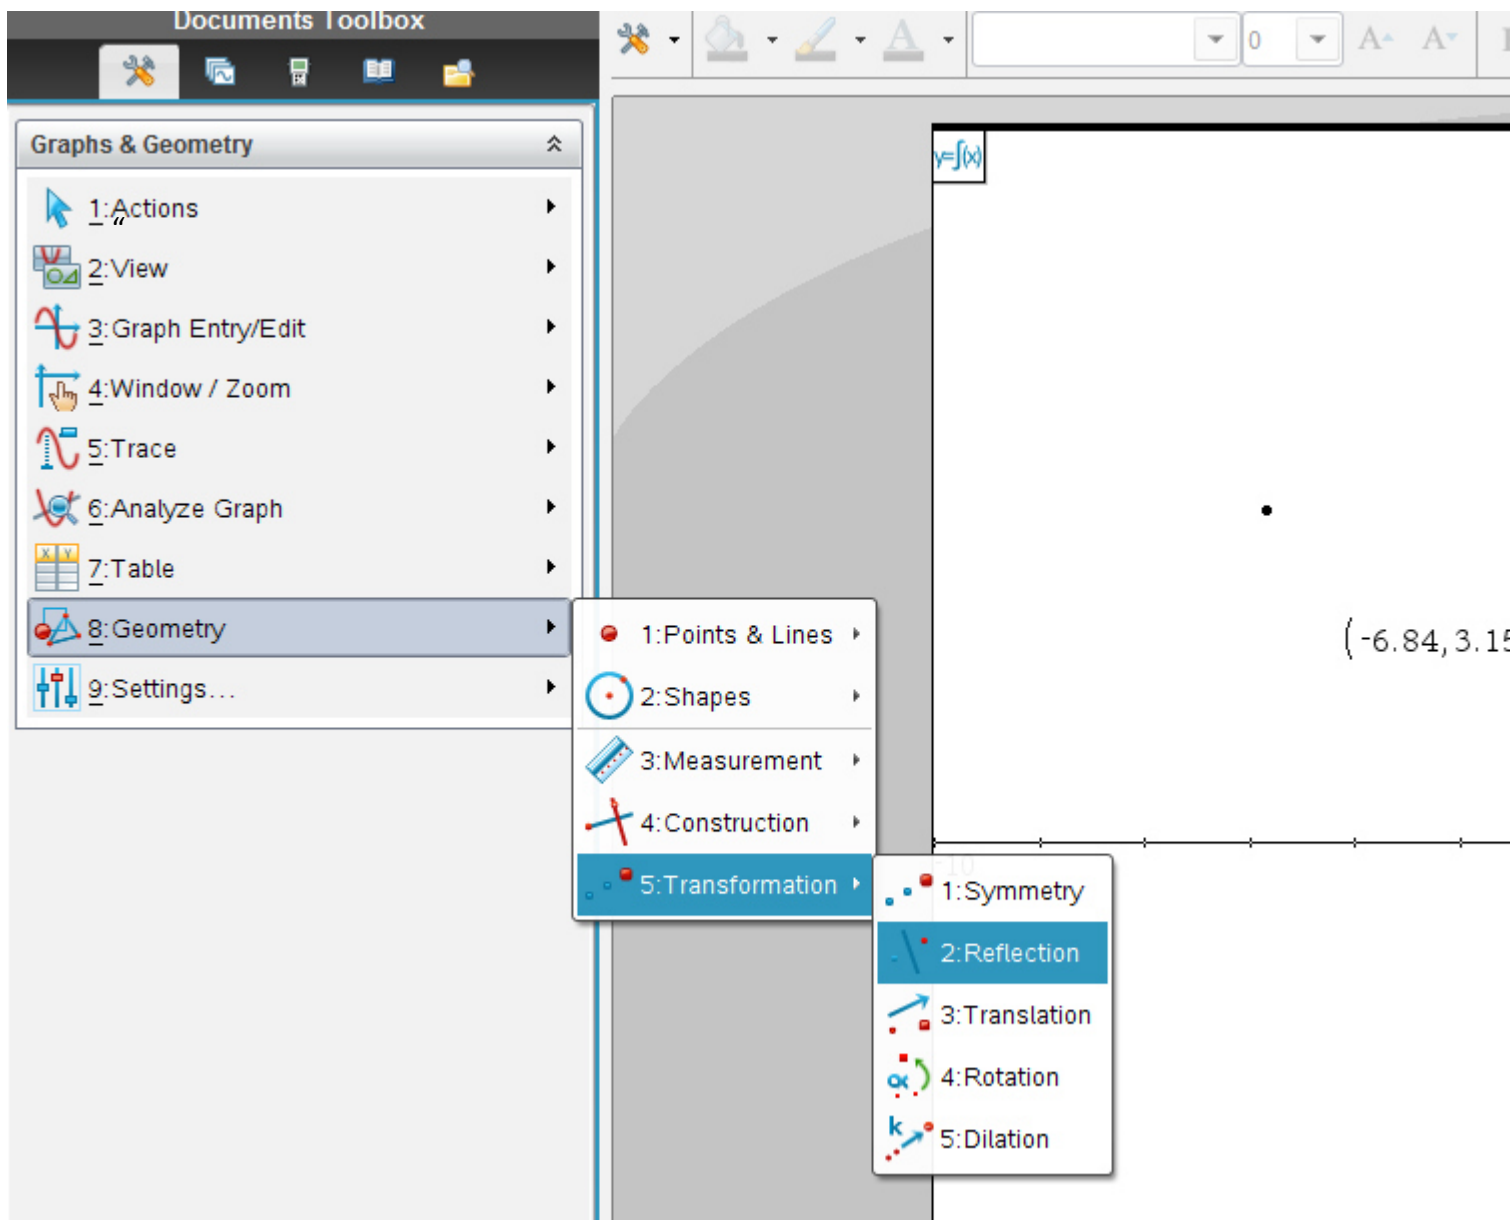 Documents Toolbox
0
A
A
A
Graphs & Geometry
y=∫(x)
1:Actions
2:View
3:Graph Entry/Edit
4:Window / Zoom
5:Trace
6:Analyze Graph
X Y
7:Table
8:Geometry
9:Settings...
1:Points & Lines
2:Shapes
3:Measurement
4:Construction
5:Transformation
(-6.84,3.15
-10
1:Symmetry
2:Reflection
3:Translation
α
4:Rotation
k
5:Dilation